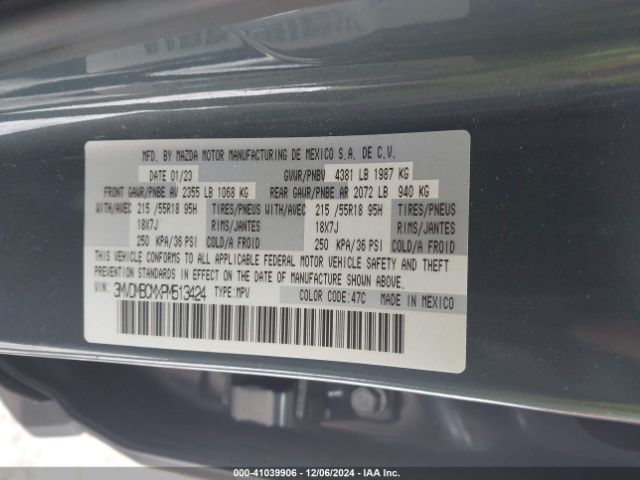 MFD. BY MAZDA MOTOR MANUFACTURING DE MEXICO S.A. DE C.V.
DATE 01/23 GVWR/PNBV 4381 LB 1987 KG
FRONT GAWR/PNBE AV 2355 LB 1068 KG REAR GAWR/PNBE AR 2072 LB 940 KG
WITH/AVEC 215 /55R18 95H TIRES/PNEUS WITH/AVEC 215 /55R18 95H TIRES/PNEUS
18X7J RIMS/JANTES 18X7J RIMS/JANTES
250 KPA/36 PSI COLD/A FROID 250 KPA/36 PSI COLD/A FROID
THIS VEHICLE CONFORMS TO ALL APPLICABLE FEDERAL MOTOR VEHICLE SAFETY AND THEFT
PREVENTION STANDARDS IN EFFECT ON THE DATE OF MANUFACTURE SHOWN ABOVE.
VIN: 3MVDMBCMXPM513424 TYPE:MPV COLOR CODE:47C MADE IN MEXICO
000-41039906 - 12/06/2024 - IAA Inc.